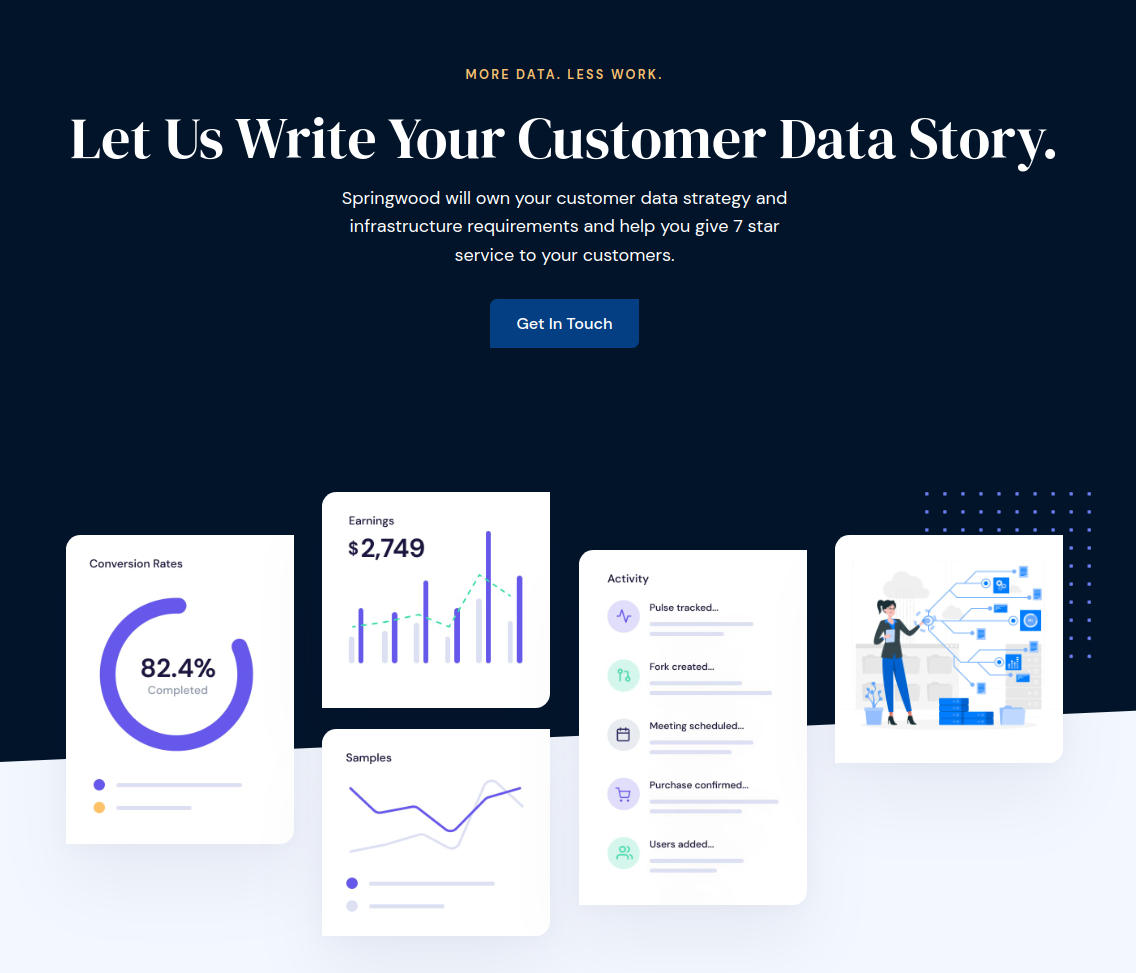 MORE DATA. LESS WORK.
Let Us Write Your Customer Data Story.
Springwood will own your customer data strategy and
infrastructure requirements and help you give 7 star
service to your customers.
Get In Touch
Conversion Rates
82.4%
Completed
Earnings
$2,749
Samples
Activity
Pulse tracked...
Fork created...
Meeting scheduled...
Purchase confirmed...
Users added...